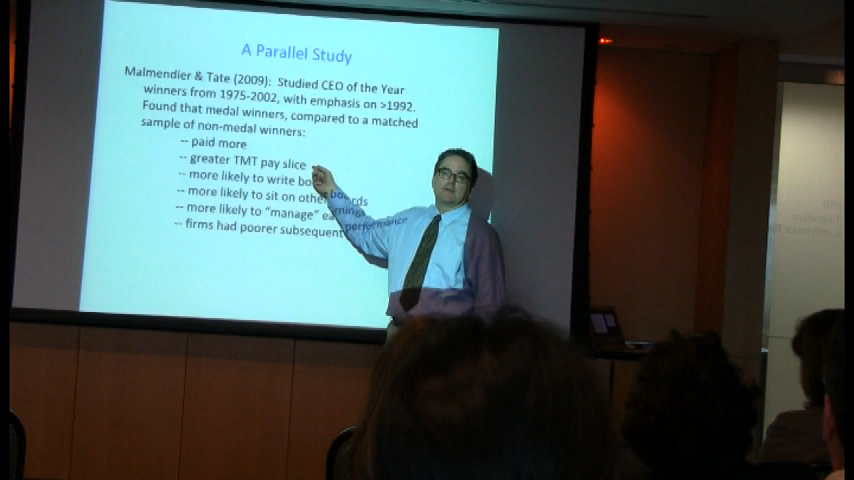 A Parallel Study
Malmendier & Tate (2009): Studied CEO of the Year
winners from 1975-2002, with emphasis on >1992.
Found that medal winners, compared to a matched
sample of non-medal winners:
-- paid more
-- greater TMT pay slice
-- more likely to write
-- more likely to sit on other boards
-- more likely to "manage" earnings
-- firms had poorer subsequent performance